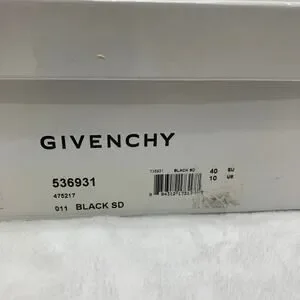 GIVENCHY
536931
475217
011 BLACK SD
BLACK SD
40 EU
10 US